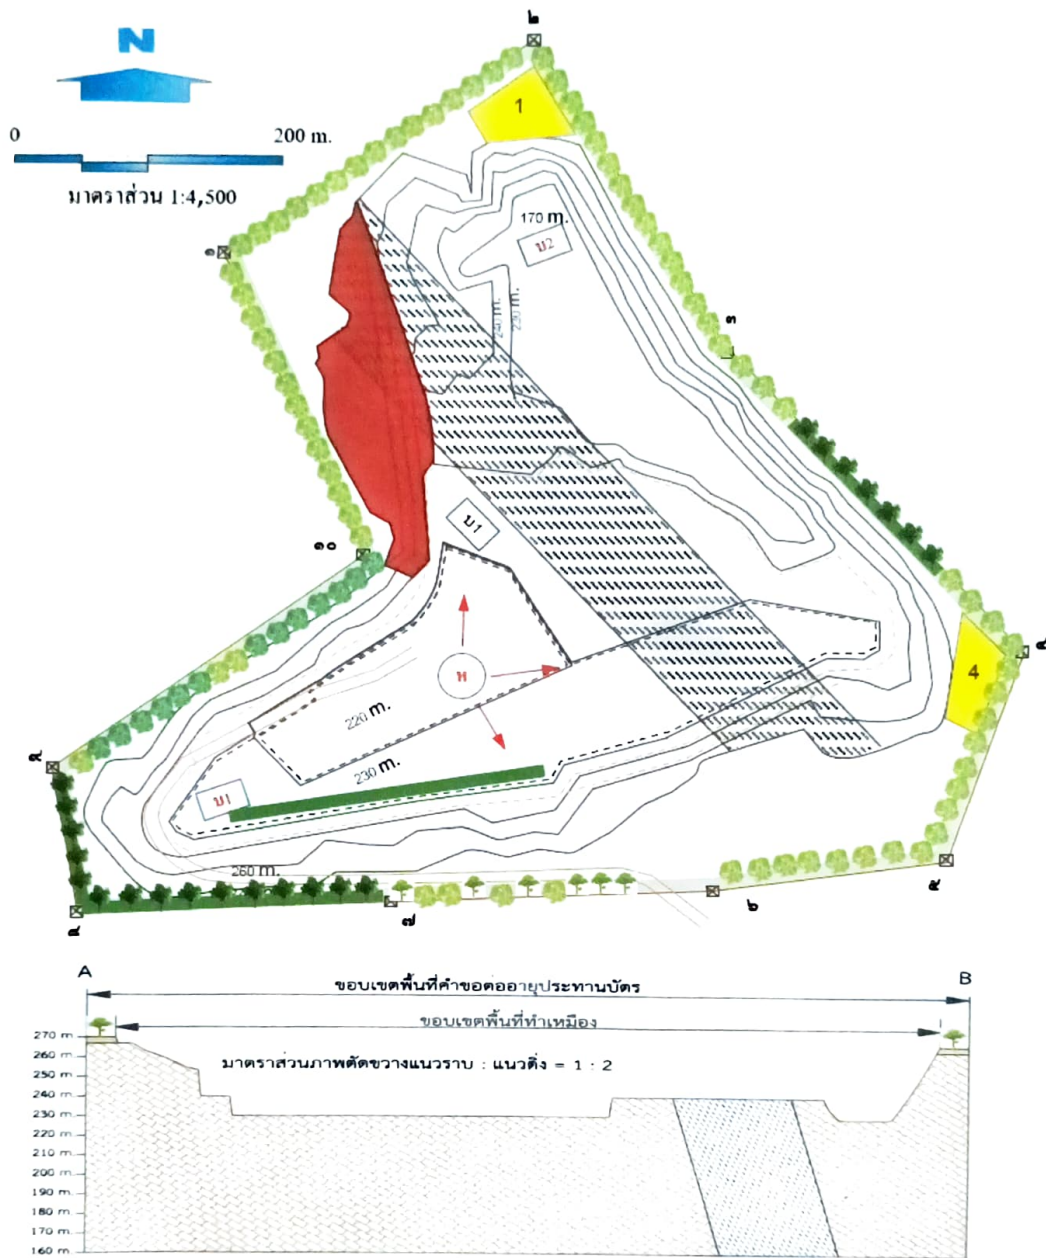 N
0 200 m.
มาตราส่วน 1:4,500
๒
1
170 m.
บ2
๑
240 m.
230 m.
๓
บ1
๑๐
พ
4
220 m.
230 m.
บ1
260 m.
๕
๖
๗
A B
ขอบเขตพื้นที่คำขอต่ออายุประทานบัตร
ขอบเขตพื้นที่ทำเหมือง
มาตราส่วนภาพตัดขวางแนวราบ : แนวดิ่ง = 1 : 2
270 m.
260 m.
250 m.
240 m.
230 m.
220 m.
210 m.
200 m.
190 m.
180 m.
170 m.
160 m.